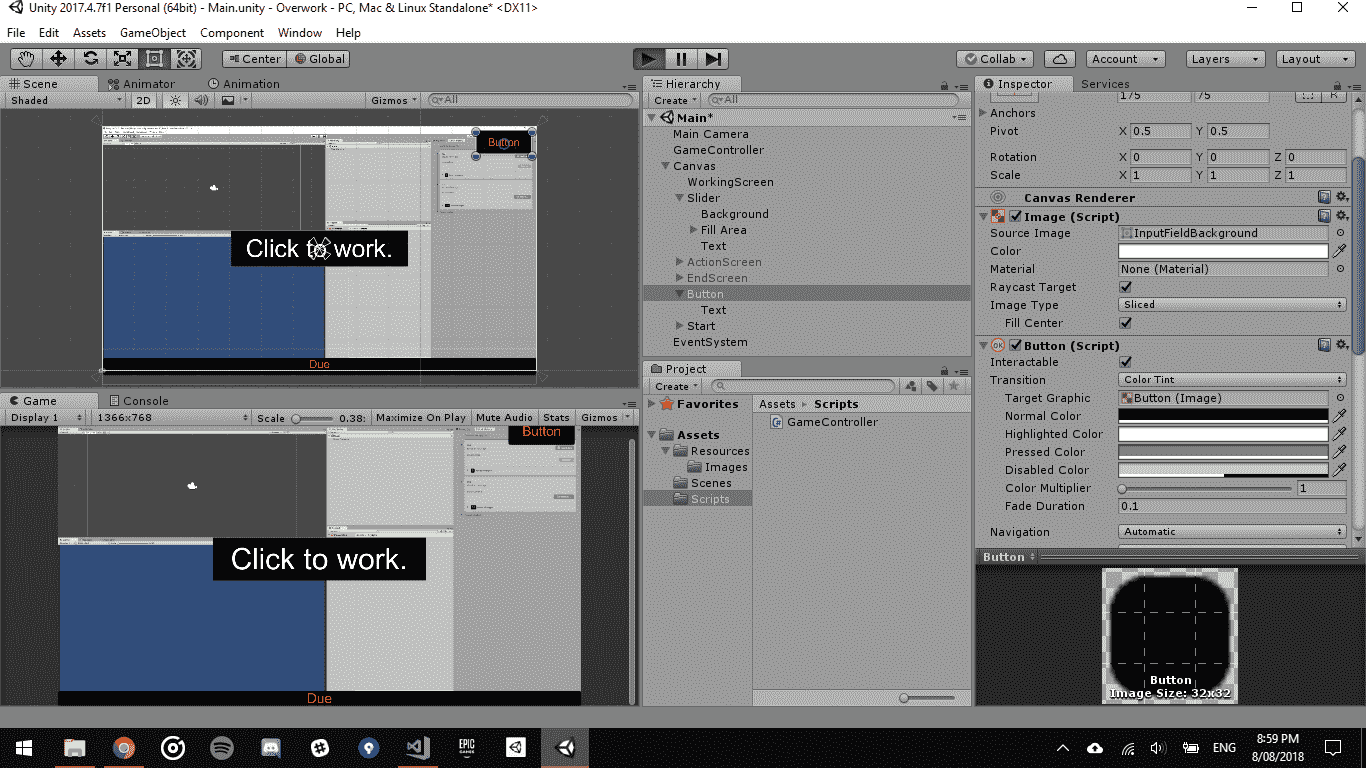 Unity 2017.4.7f1 Personal (64bit) - Main.unity - Overwork - PC, Mac & Linux Standalone* <DX11>
File Edit Assets GameObject Component Window Help
Center Global Collab Account Layers Layout
Scene Animator Animation
Shaded 2D Gizmos All
Button
Click to work.
Due
Game Console
Display 1 1366x768 Scale 0.38: Maximize On Play Mute Audio Stats Gizmos
Button
Click to work.
Due
Hierarchy
Create All
Main*
Main Camera
GameController
Canvas
WorkingScreen
Slider
Background
Fill Area
Text
ActionScreen
EndScreen
Button
Text
Start
EventSystem
Project
Create
Favorites
Assets
Resources
Images
Scenes
Scripts
Assets Scripts
GameController
Inspector Services
175 75 R
Anchors
Pivot X 0.5 Y 0.5
Rotation X 0 Y 0 Z 0
Scale X 1 Y 1 Z 1
Canvas Renderer
Image (Script)
Source Image InputFieldBackground
Color
Material None (Material)
Raycast Target
Image Type Sliced
Fill Center
OK Button (Script)
Interactable
Transition Color Tint
Target Graphic Button (Image)
Normal Color
Highlighted Color
Pressed Color
Disabled Color
Color Multiplier 1
Fade Duration 0.1
Navigation Automatic
Button
Button
Image Size: 32x32
EPIC
GAMES
ENG
8:59 PM
8/08/2018